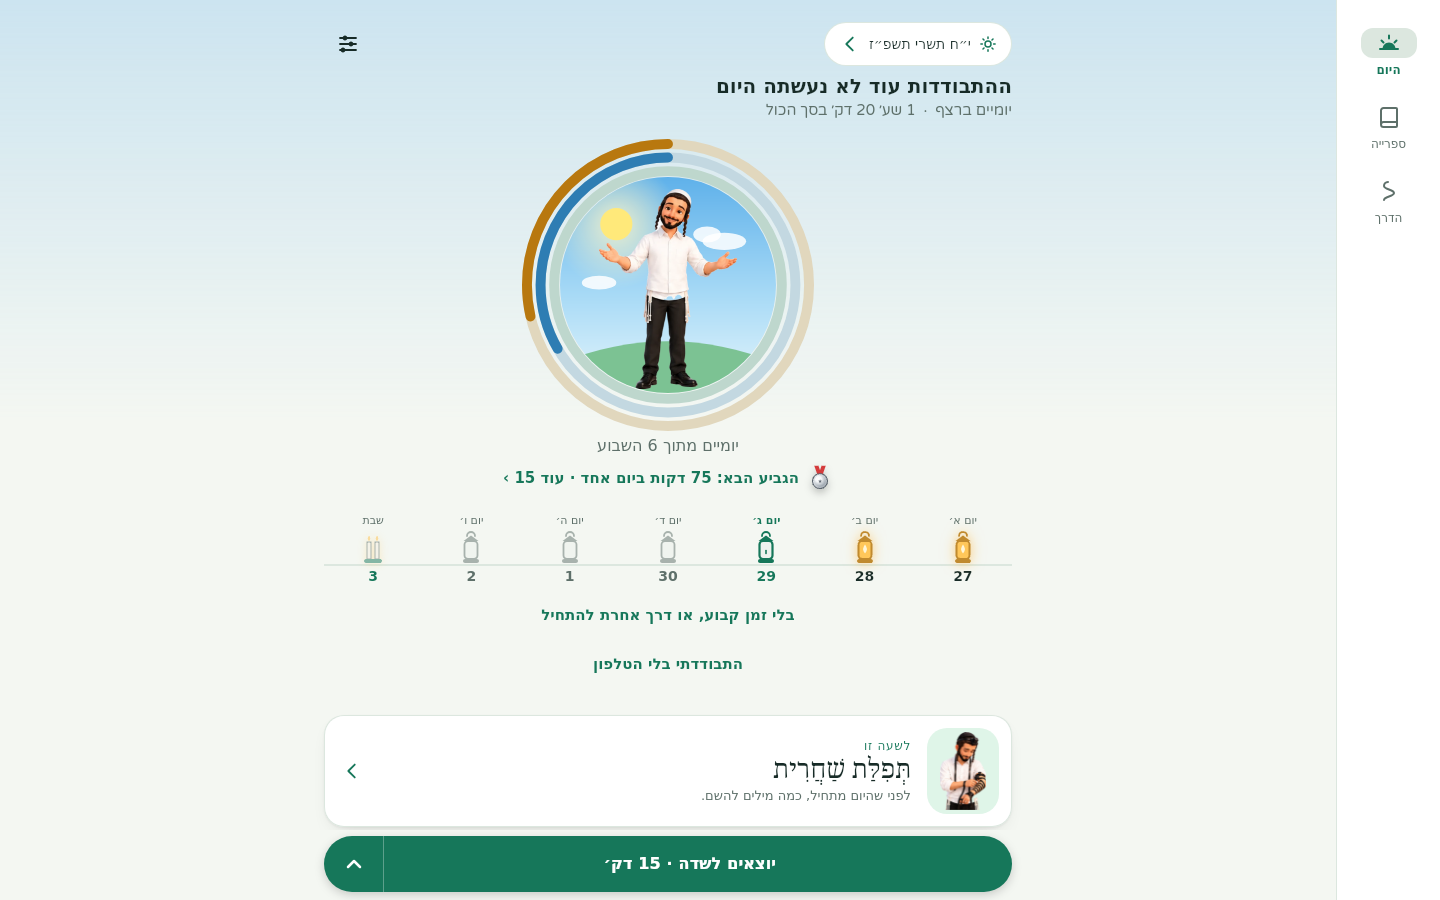 היום
ספרייה
הדרך
י״ח תשרי תשפ״ז
ההתבודדות עוד לא נעשתה היום
יומיים ברצף · 1 שע׳ 20 דק׳ בסך הכול
יומיים מתוך 6 השבוע
הגביע הבא: 75 דקות ביום אחד · עוד 15 ›
יום א׳ יום ב׳ יום ג׳ יום ד׳ יום ה׳ יום ו׳ שבת
27 28 29 30 1 2 3
בלי זמן קבוע, או דרך אחרת להתחיל
התבודדתי בלי הטלפון
לשעה זו
תְּפִלַּת שַׁחֲרִית
לפני שהיום מתחיל, כמה מילים להשם.
יוצאים לשדה · 15 דק׳